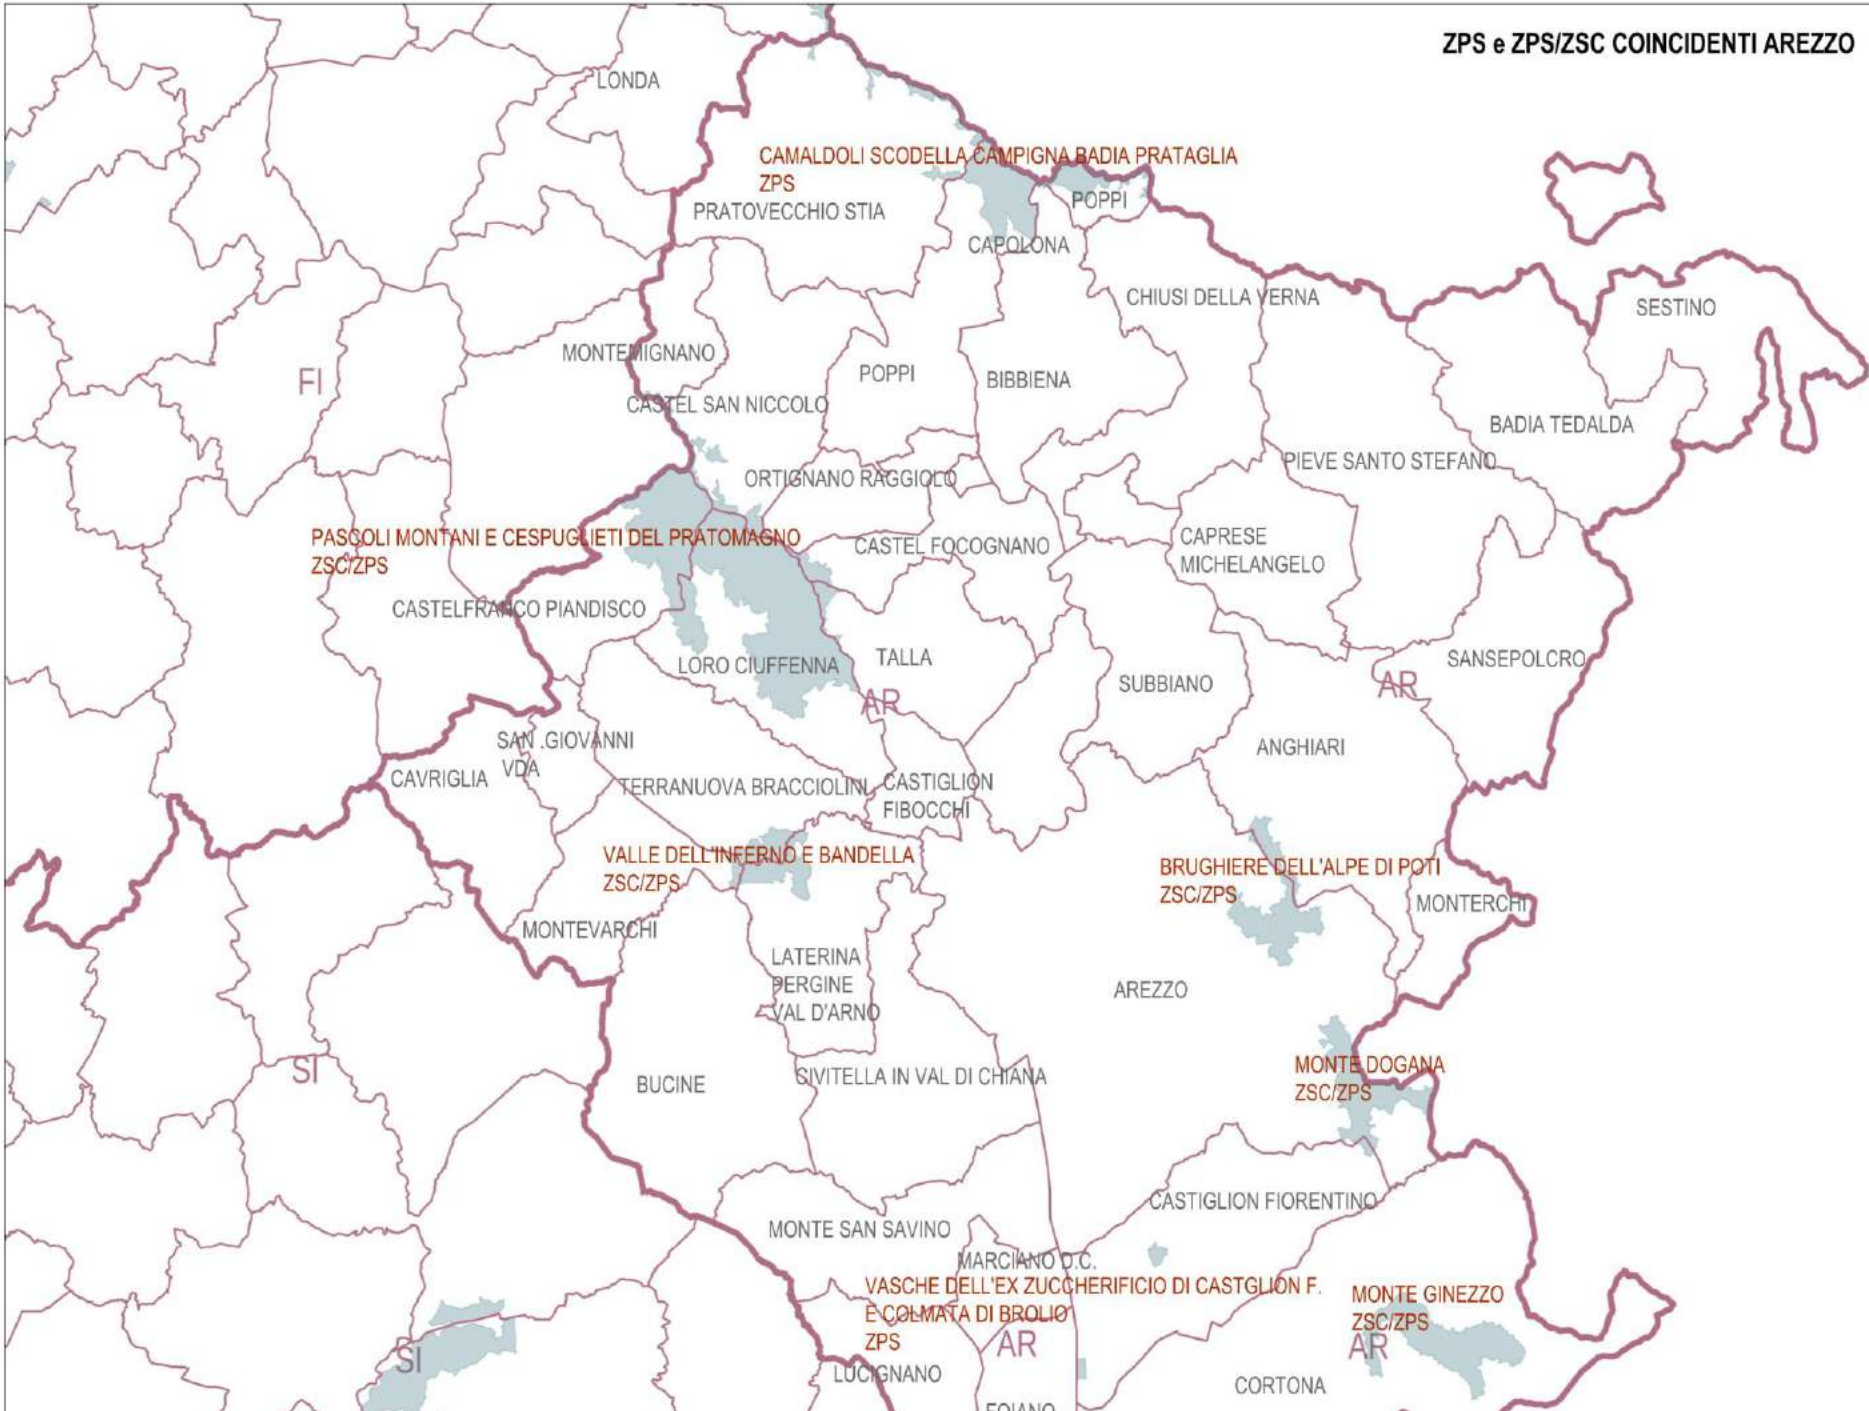 ZPS e ZPS/ZSC COINCIDENTI AREZZO
LONDA
CAMALDOLI SCODELLA CAMPIGNA BADIA PRATAGLIA
ZPS
PRATOVECCHIO STIA
POPPI
CAPOLONA
CHIUSI DELLA VERNA
SESTINO
MONTEMIGNANO
FI
POPPI
BIBBIENA
CASTEL SAN NICCOLO
BADIA TEDALDA
PIEVE SANTO STEFANO
ORTIGNANO RAGGIOLO
PASCOLI MONTANI E CESPUGLIETI DEL PRATOMAGNO
ZSC/ZPS
CASTEL FOCOGNANO
CAPRESE
MICHELANGELO
CASTELFRANCO PIANDISCO
LORO CIUFFENNA
TALLA
SANSEPOLCRO
SUBBIANO
AR
AR
SAN .GIOVANNI
VDA
ANGHIARI
CAVRIGLIA
TERRANUOVA BRACCIOLINI
CASTIGLION
FIBOCCHI
VALLE DELL'INFERNO E BANDELLA
ZSC/ZPS
BRUGHIERE DELL'ALPE DI POTI
ZSC/ZPS
MONTERCHI
MONTEVARCHI
LATERINA
PERGINE
VAL D'ARNO
AREZZO
SI
BUCINE
CIVITELLA IN VAL DI CHIANA
MONTE DOGANA
ZSC/ZPS
CASTIGLION FIORENTINO
MONTE SAN SAVINO
MARCIANO D.C.
VASCHE DELL'EX ZUCCHERIFICIO DI CASTGLION F.
E COLMATA DI BROLIO
ZPS
MONTE GINEZZO
ZSC/ZPS
SI
AR
AR
LUCIGNANO
CORTONA
FOIANO